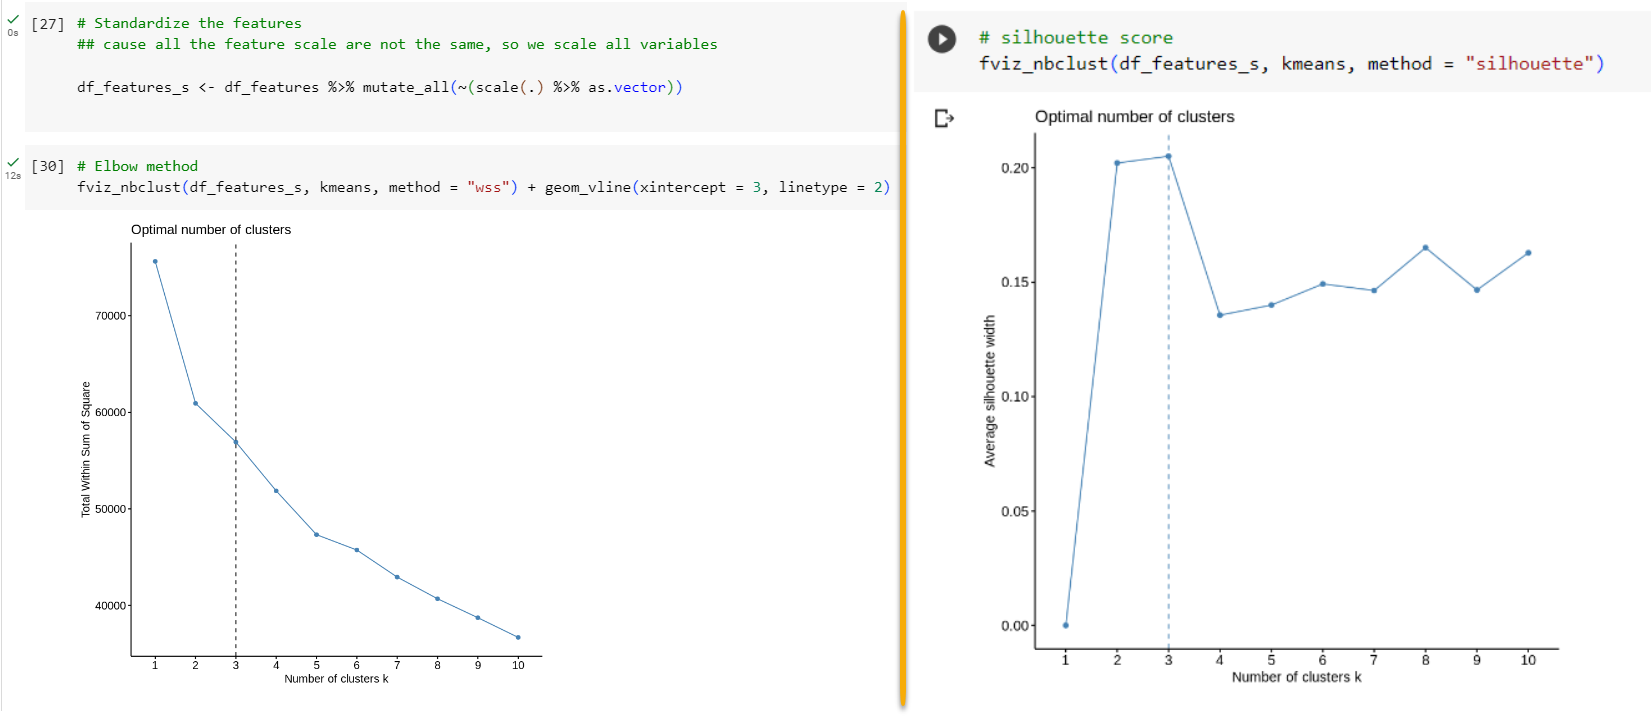 [27] # Standardize the features
0s
## cause all the feature scale are not the same, so we scale all variables
df_features_s <- df_features %>% mutate_all(~(scale(.) %>% as.vector))
[30] # Elbow method
12s
fviz_nbclust(df_features_s, kmeans, method = "wss") + geom_vline(xintercept = 3, linetype = 2)
Optimal number of clusters
70000
60000
50000
40000
Total Within Sum of Square
1 2 3 4 5 6 7 8 9 10
Number of clusters k
# silhouette score
fviz_nbclust(df_features_s, kmeans, method = "silhouette")
Optimal number of clusters
0.20
0.15
0.10
0.05
0.00
Average silhouette width
1 2 3 4 5 6 7 8 9 10
Number of clusters k